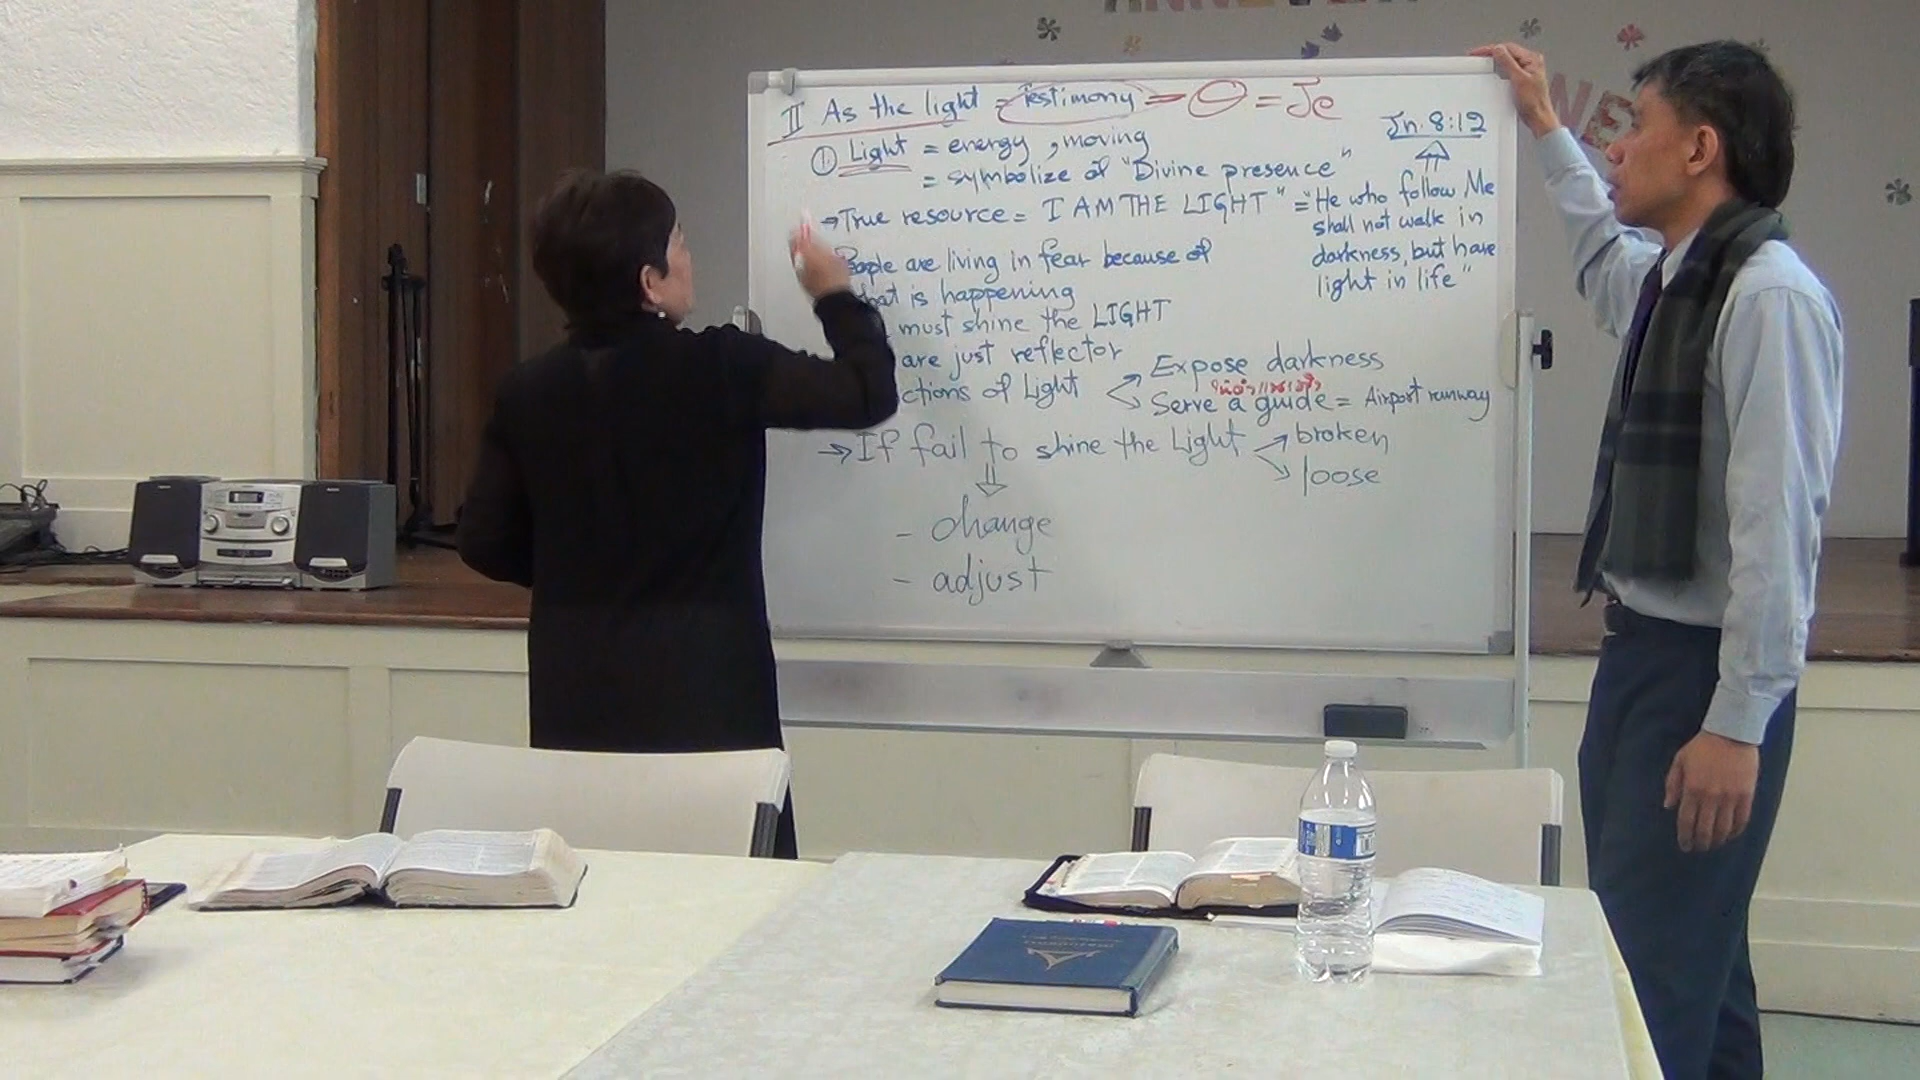 II As the light = Testimony = Je
Jn. 8:12
① Light = energy, moving
= symbolize of "Divine presence"
→ True resource = I AM THE LIGHT" = "He who follow Me
shall not walk in
darkness, but have
light in life"
People are living in fear because of
what is happening
must shine the LIGHT
are just reflector
ctions of Light
Expose darkness
Serve a guide = Airport runway
→ If fail to shine the Light → broken
→ loose
- change
- adjust